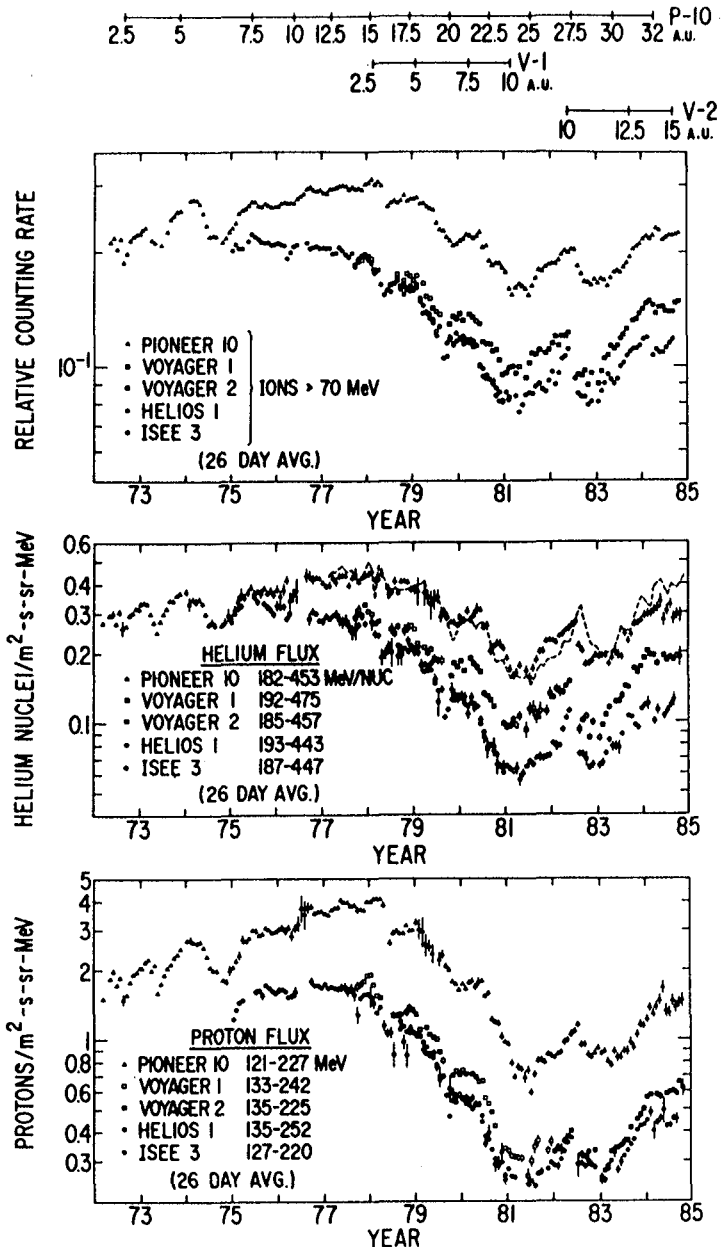 P-10
2.5 5 7.5 10 12.5 15 17.5 20 22.5 25 27.5 30 32 A.U.
V-1
2.5 5 7.5 10 A.U.
V-2
10 12.5 15 A.U.
RELATIVE COUNTING RATE
10-1
▲ PIONEER 10
▪ VOYAGER 1
• VOYAGER 2
• HELIOS 1
• ISEE 3
IONS > 70 MeV
(26 DAY AVG.)
73 75 77 79 81 83 85
YEAR
HELIUM NUCLEI/m2-s-sr-MeV
0.6
0.4
0.3
0.2
0.1
HELIUM FLUX
▲ PIONEER 10 182-453 MeV/NUC
▪ VOYAGER 1 192-475
▪ VOYAGER 2 185-457
• HELIOS 1 193-443
• ISEE 3 187-447
(26 DAY AVG.)
73 75 77 79 81 83 85
YEAR
PROTONS/m2-s-sr-MeV
5
4
3
2
1
0.8
0.6
0.4
0.3
PROTON FLUX
▲ PIONEER 10 121-227 MeV
▫ VOYAGER 1 133-242
• VOYAGER 2 135-225
• HELIOS 1 135-252
• ISEE 3 127-220
(26 DAY AVG.)
73 75 77 79 81 83 85
YEAR